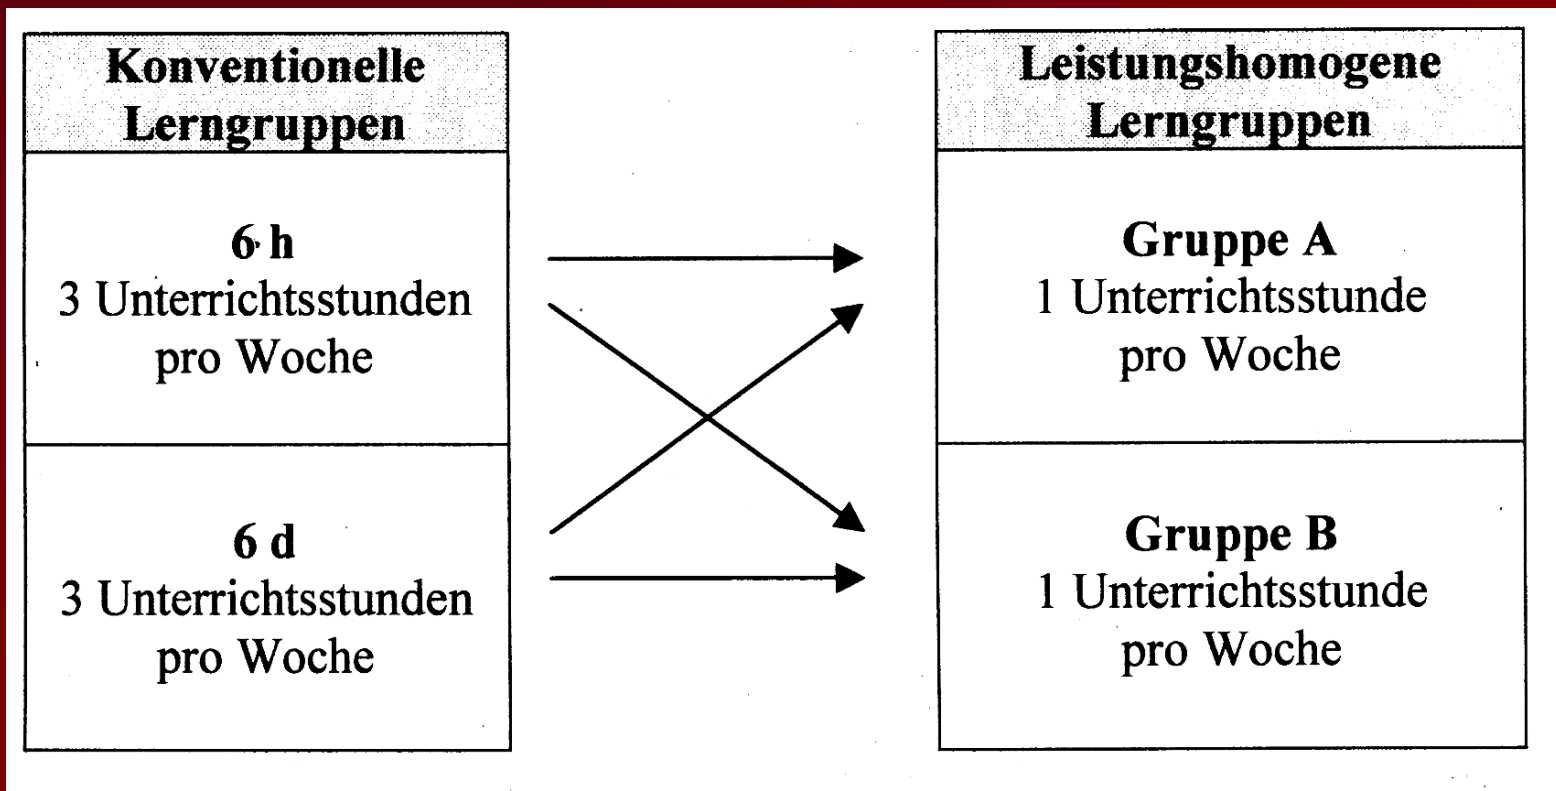 Konventionelle
Lerngruppen
6 h
3 Unterrichtsstunden
pro Woche
6 d
3 Unterrichtsstunden
pro Woche
Leistungshomogene
Lerngruppen
Gruppe A
1 Unterrichtsstunde
pro Woche
Gruppe B
1 Unterrichtsstunde
pro Woche